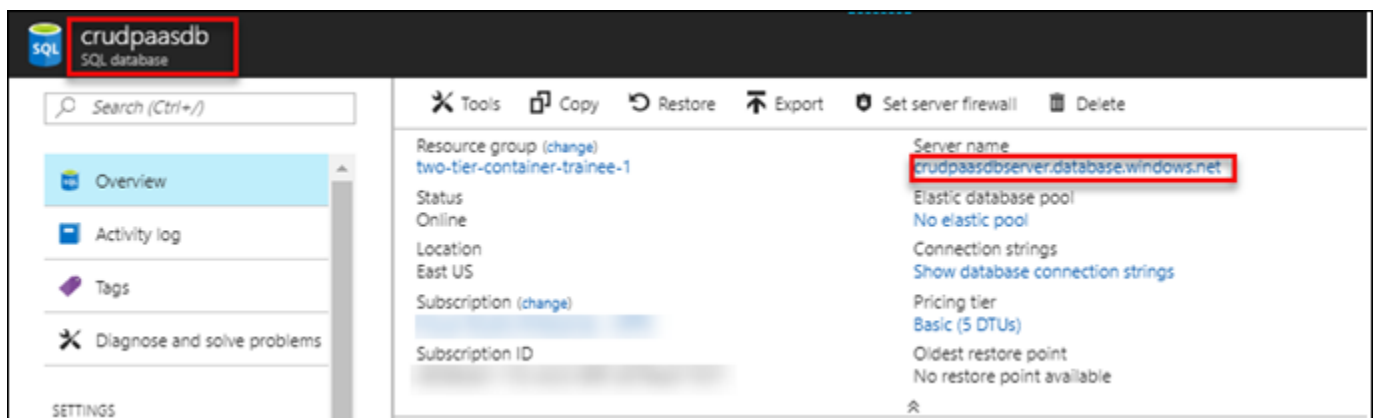 SQL
crudpaasdb
SQL database
Search (Ctrl+/)
Overview
Activity log
Tags
Diagnose and solve problems
SETTINGS
Tools Copy Restore Export Set server firewall Delete
Resource group (change)
two-tier-container-trainee-1
Status
Online
Location
East US
Subscription (change)
Subscription ID
Server name
crudpaasdbserver.database.windows.net
Elastic database pool
No elastic pool
Connection strings
Show database connection strings
Pricing tier
Basic (5 DTUs)
Oldest restore point
No restore point available